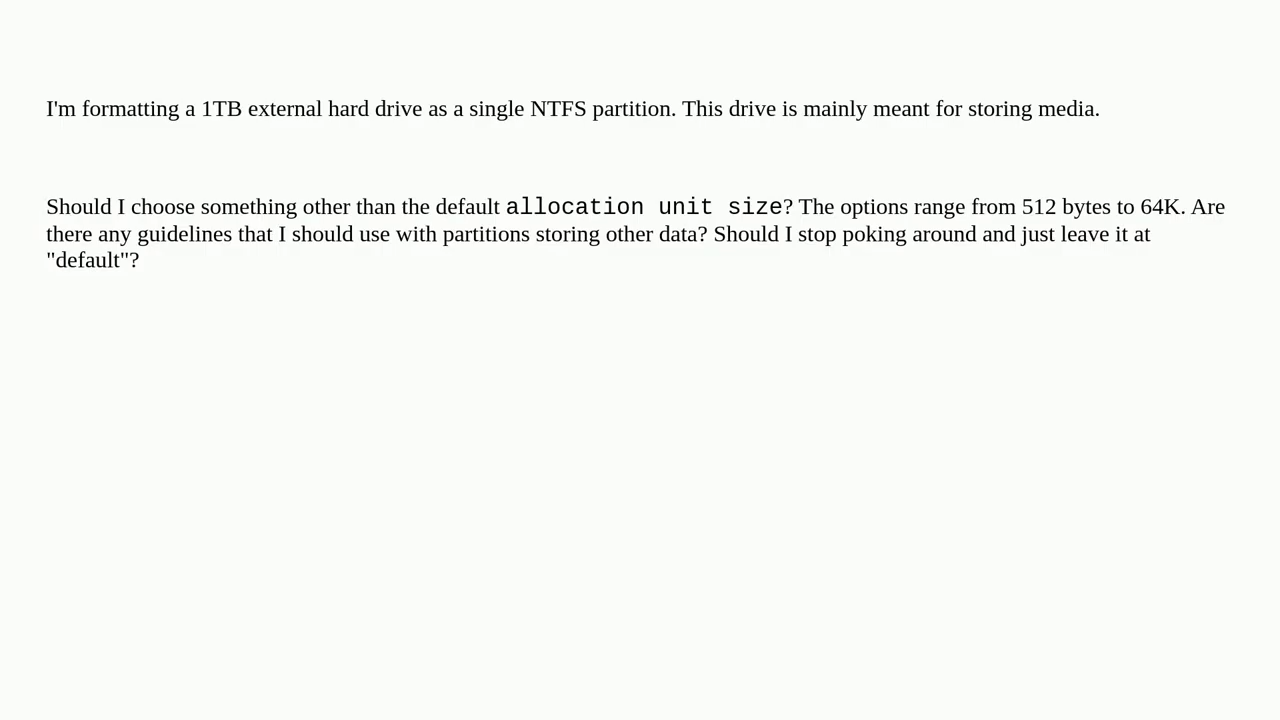 I'm formatting a 1TB external hard drive as a single NTFS partition. This drive is mainly meant for storing media.
Should I choose something other than the default allocation unit size? The options range from 512 bytes to 64K. Are
there any guidelines that I should use with partitions storing other data? Should I stop poking around and just leave it at
"default"?